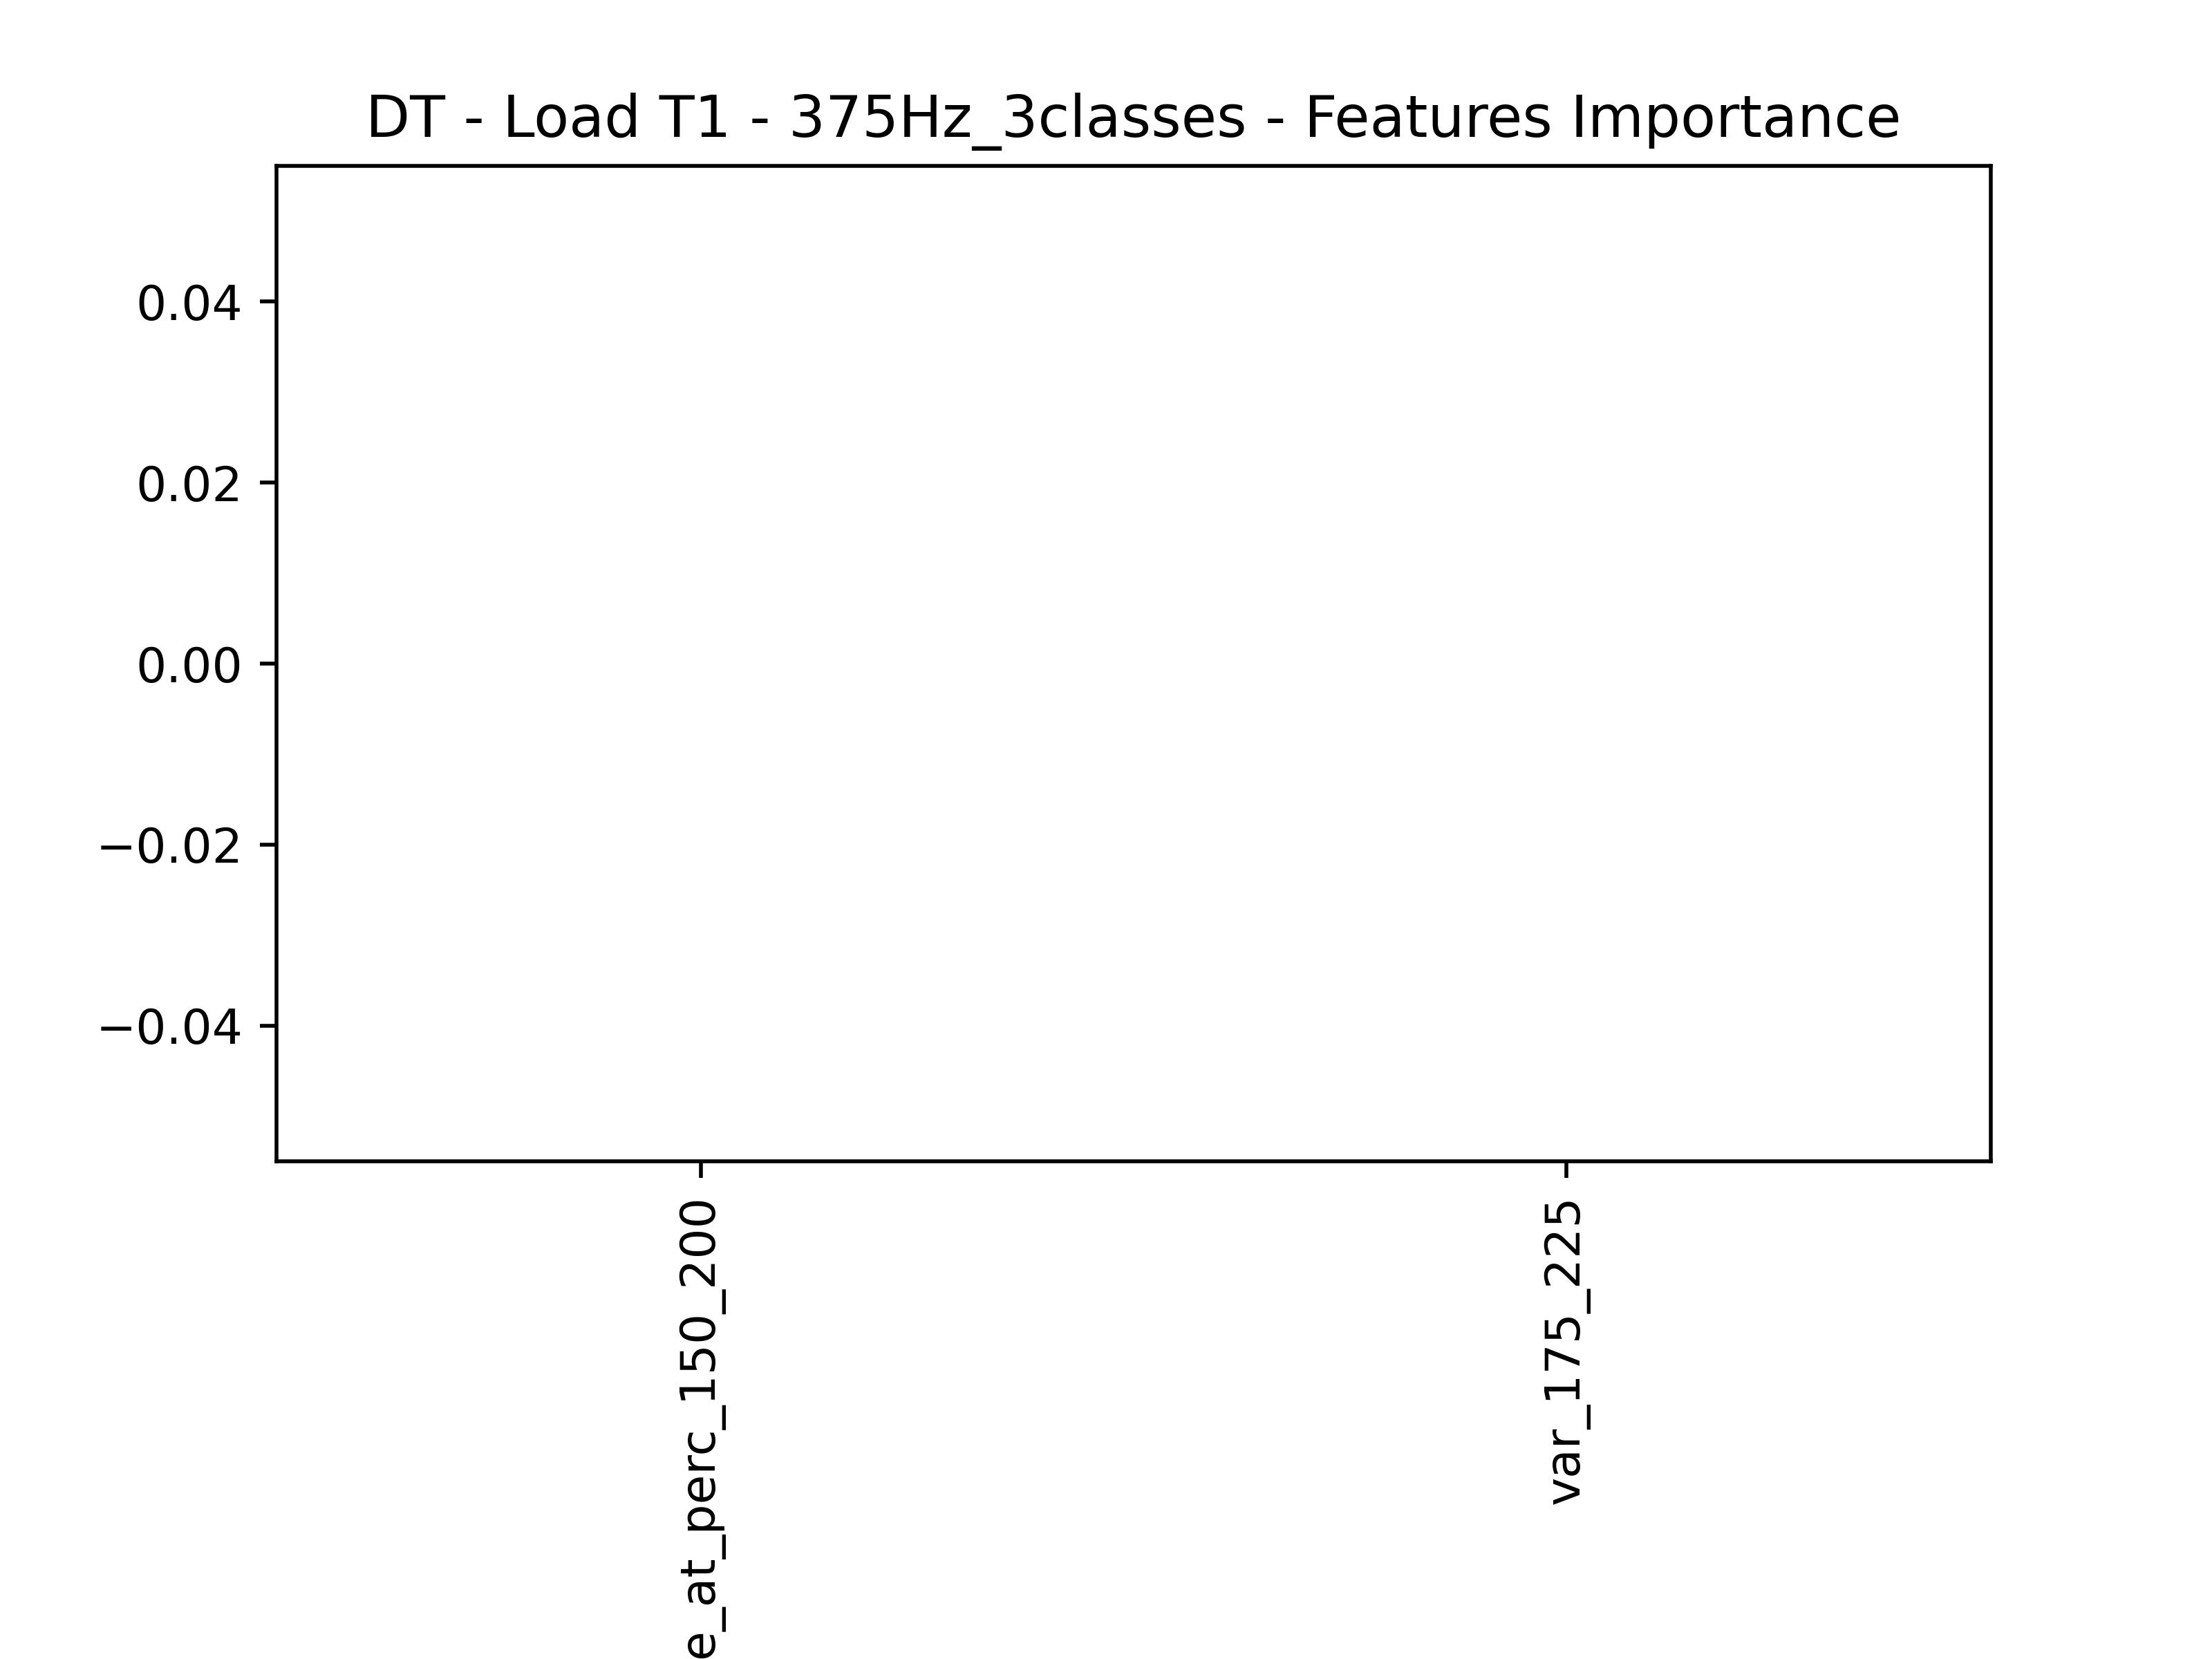 DT - Load T1 - 375Hz_3classes - Features Importance
0.04
0.02
0.00
−0.02
−0.04
e_at_perc_150_200
var_175_225